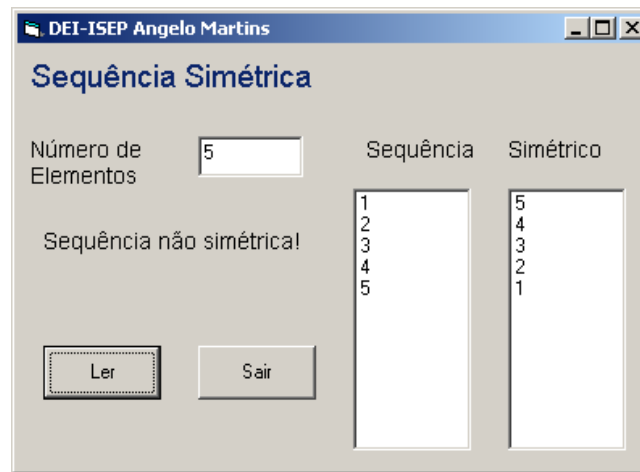 DEI-ISEP Angelo Martins
Sequência Simétrica
Número de
Elementos
5
Sequência
Simétrico
Sequência não simétrica!
1
2
3
4
5
5
4
3
2
1
Ler
Sair